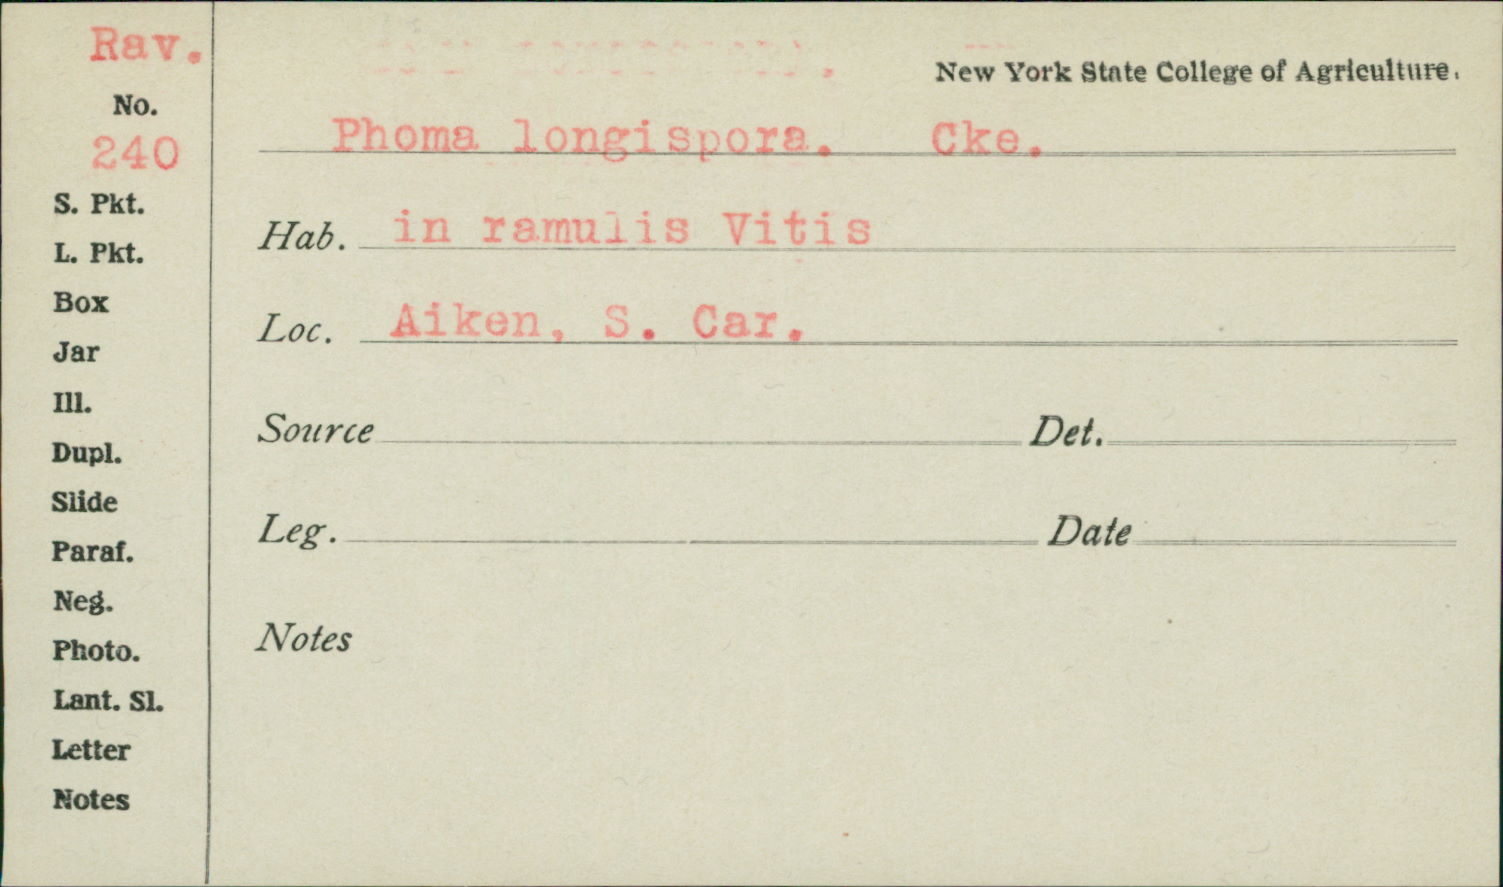 Rav.
New York State College of Agriculture.
No.
240
Phoma longispora. Cke.
S. Pkt.
Hab. in ramulis Vitis
L. Pkt.
Box
Loc. Aiken, S. Car.
Jar
Ill.
Source Det.
Dupl.
Slide
Leg. Date
Paraf.
Neg.
Notes
Photo.
Lant. Sl.
Letter
Notes